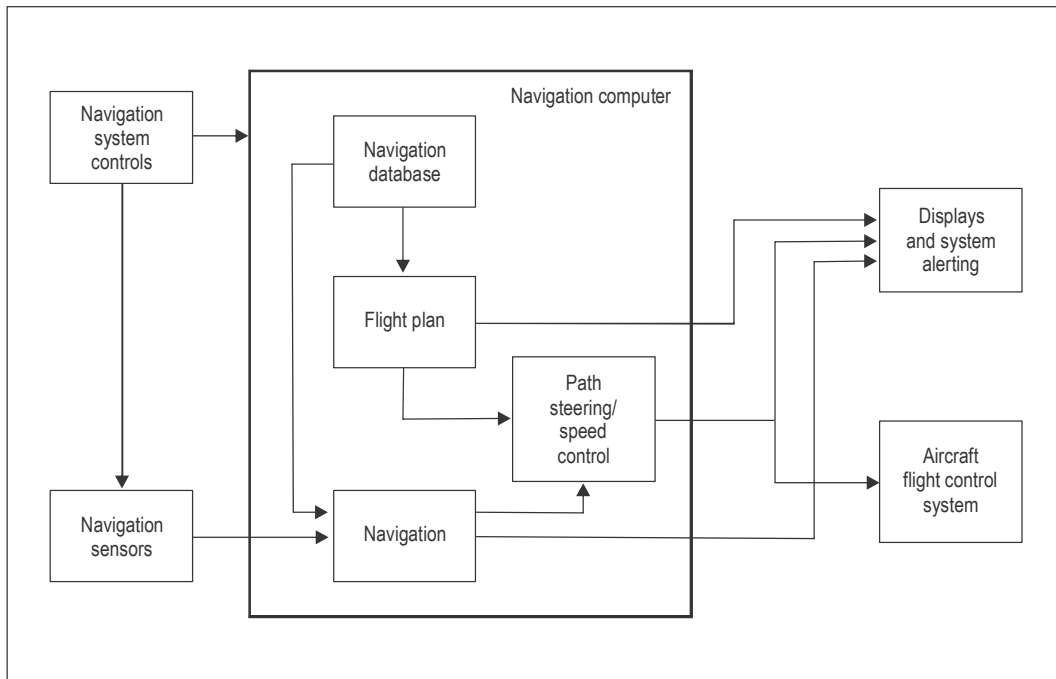 Navigation computer
Navigation
system
controls
Navigation
database
Displays
and system
alerting
Flight plan
Path
steering/
speed
control
Aircraft
flight control
system
Navigation
sensors
Navigation